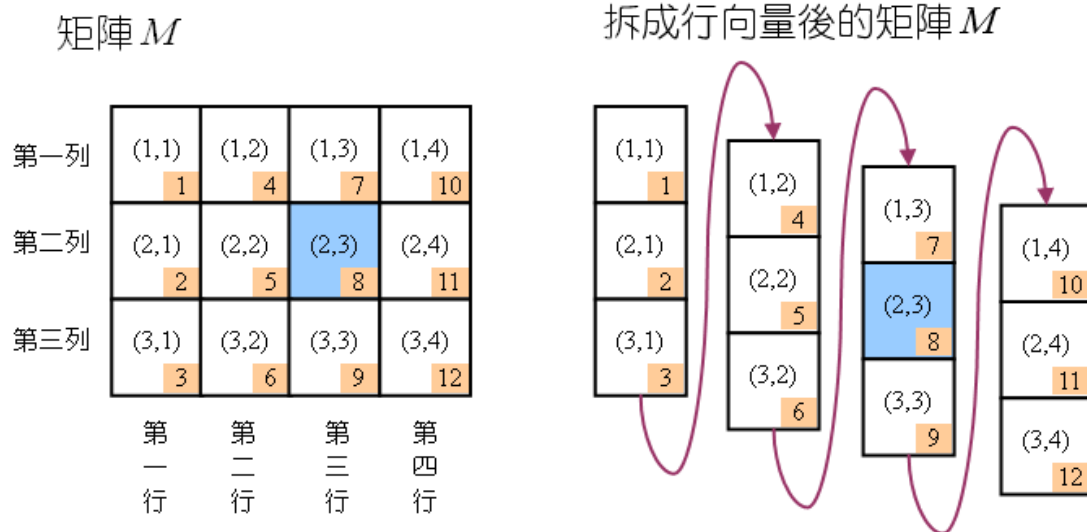 矩陣 M
第一列 (1,1) (1,2) (1,3) (1,4)
1 4 7 10
第二列 (2,1) (2,2) (2,3) (2,4)
2 5 8 11
第三列 (3,1) (3,2) (3,3) (3,4)
3 6 9 12
第一行 第二行 第三行 第四行
拆成行向量後的矩陣 M
(1,1)
1
(2,1)
2
(3,1)
3
(1,2)
4
(2,2)
5
(3,2)
6
(1,3)
7
(2,3)
8
(3,3)
9
(1,4)
10
(2,4)
11
(3,4)
12